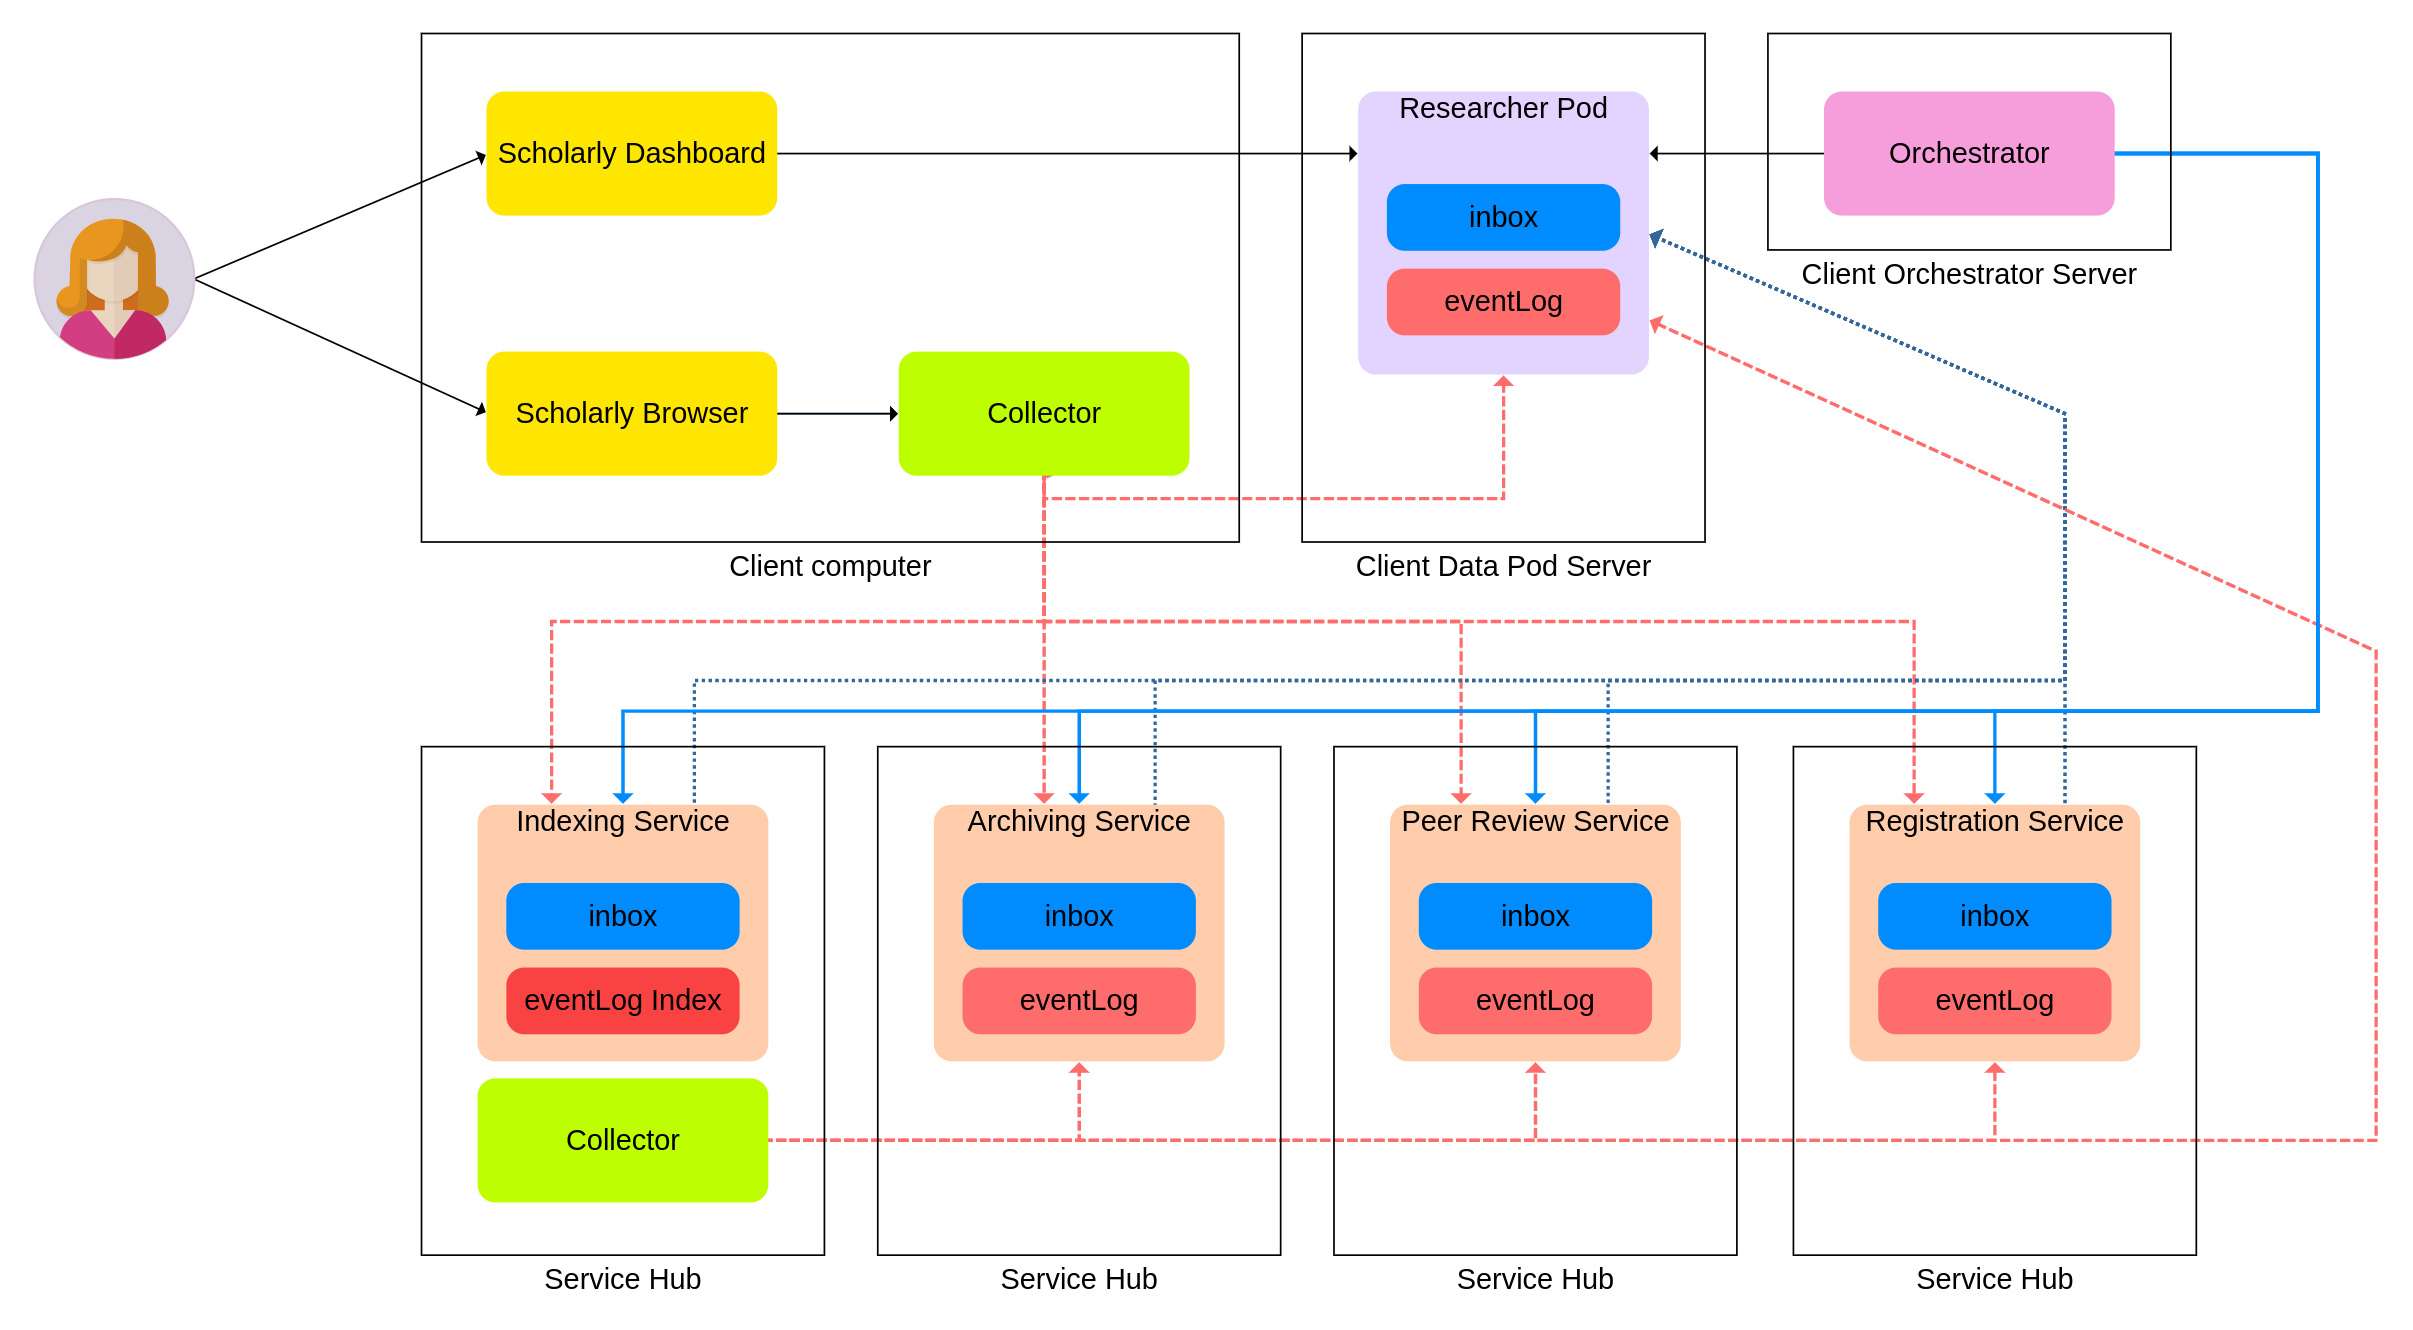 Scholarly Dashboard
Researcher Pod
Orchestrator
inbox
eventLog
Client Orchestrator Server
Scholarly Browser
Collector
Client computer
Client Data Pod Server
Indexing Service
Archiving Service
Peer Review Service
Registration Service
inbox
inbox
inbox
inbox
eventLog Index
eventLog
eventLog
eventLog
Collector
Service Hub
Service Hub
Service Hub
Service Hub